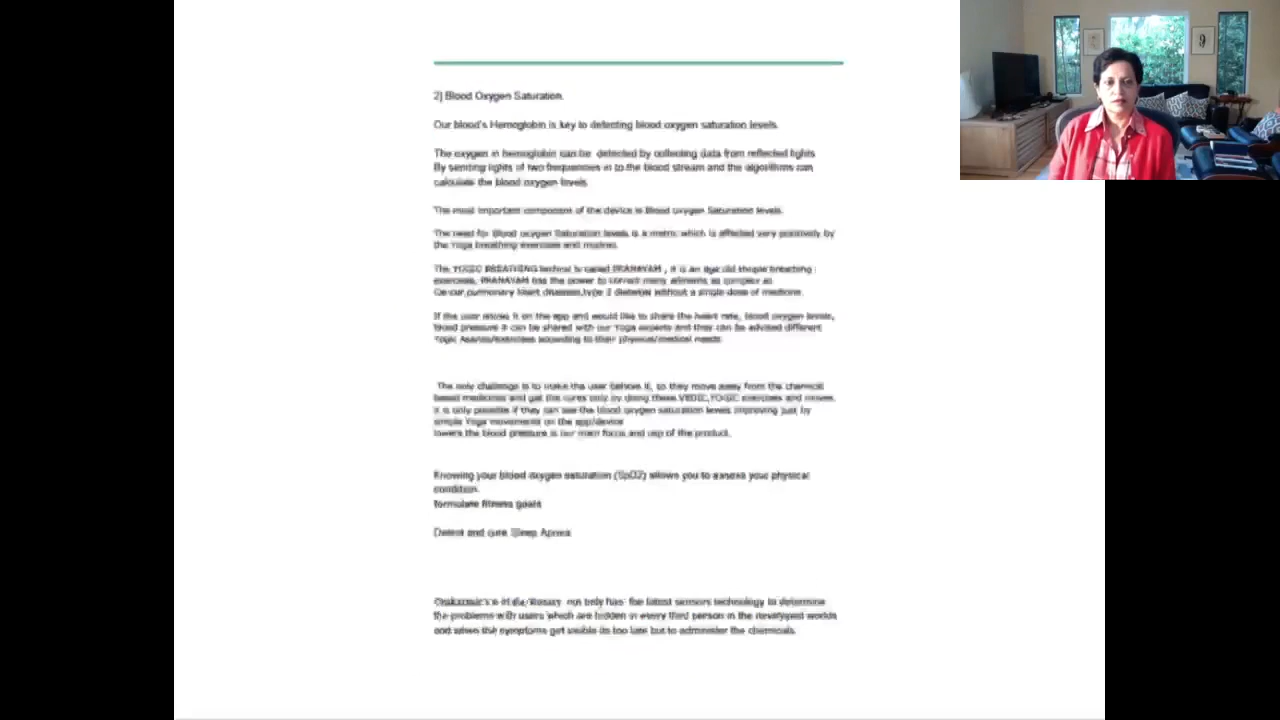 2] Blood Oxygen Saturation.
Our blood's Hemoglobin is key to detecting blood oxygen saturation levels.
The oxygen in hemoglobin can be detected by collecting data from reflected lights
By sending lights of two frequencies in to the blood stream and the algorithms can
calculate the blood oxygen levels.
The most important component of the device is Blood oxygen Saturation levels.
The need for Blood oxygen Saturation levels is a metric which is affected very positively by
the Yoga breathing exercises and mudras.
The YOGIC BREATHING is called PRANAYAM , it is an age old simple breathing
exercises, PRANAYAM has the power to correct many ailments as complex as
heart diseases,type 2 diabetes without a single dose of medicine.
If the user allows it on the app and would like to share the heart rate, blood oxygen levels,
blood pressure it can be shared with our Yoga experts and they can be advised different
Yogic Asanas/exercises according to their physical/medical needs.
The only challenge is to make the user believe it, so they move away from the chemical
based medicines and get the cures only by doing these VEDIC,YOGIC exercises and moves.
it is only possible if they can see the blood oxygen saturation levels improving just by
simple Yoga movements on the app/device
lowers the blood pressure is our main focus and usp of the product.
Knowing your blood oxygen saturation (SpO2) allows you to assess your physical
condition.
formulate fitness goals
Detect and cure Sleep Apnea
not only has the latest sensors technology to determine
the problems with users which are hidden in every third person in the developed worlds
and when the symptoms get visible its too late but to administer the chemicals.